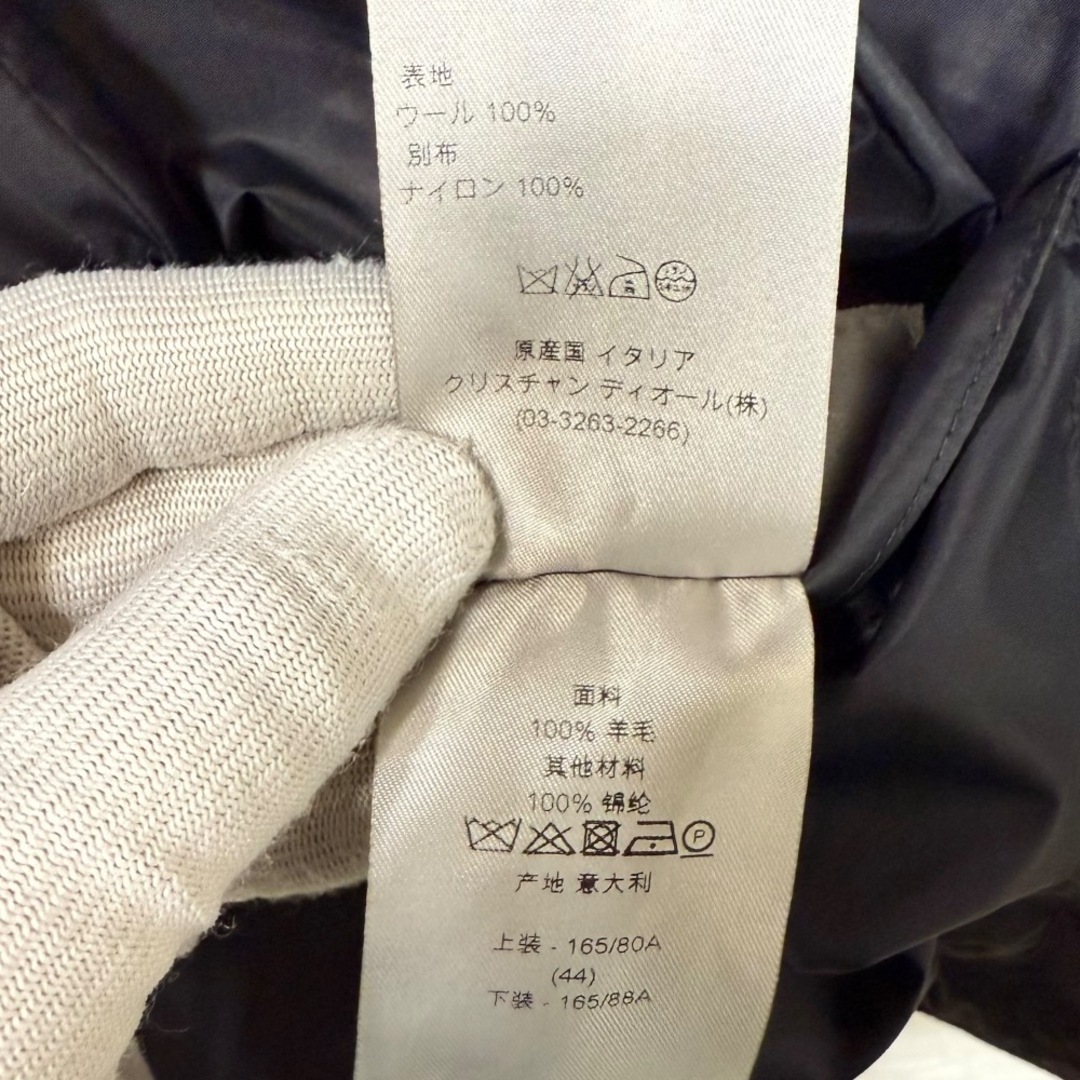 表地
ウール 100%
別布
ナイロン 100%
原産国 イタリア
クリスチャン ディオール(株)
(03-3263-2266)
面料
100% 羊毛
其他材料
100% 锦纶
P
产地 意大利
上装 - 165/80A
(44)
下装 - 165/88A